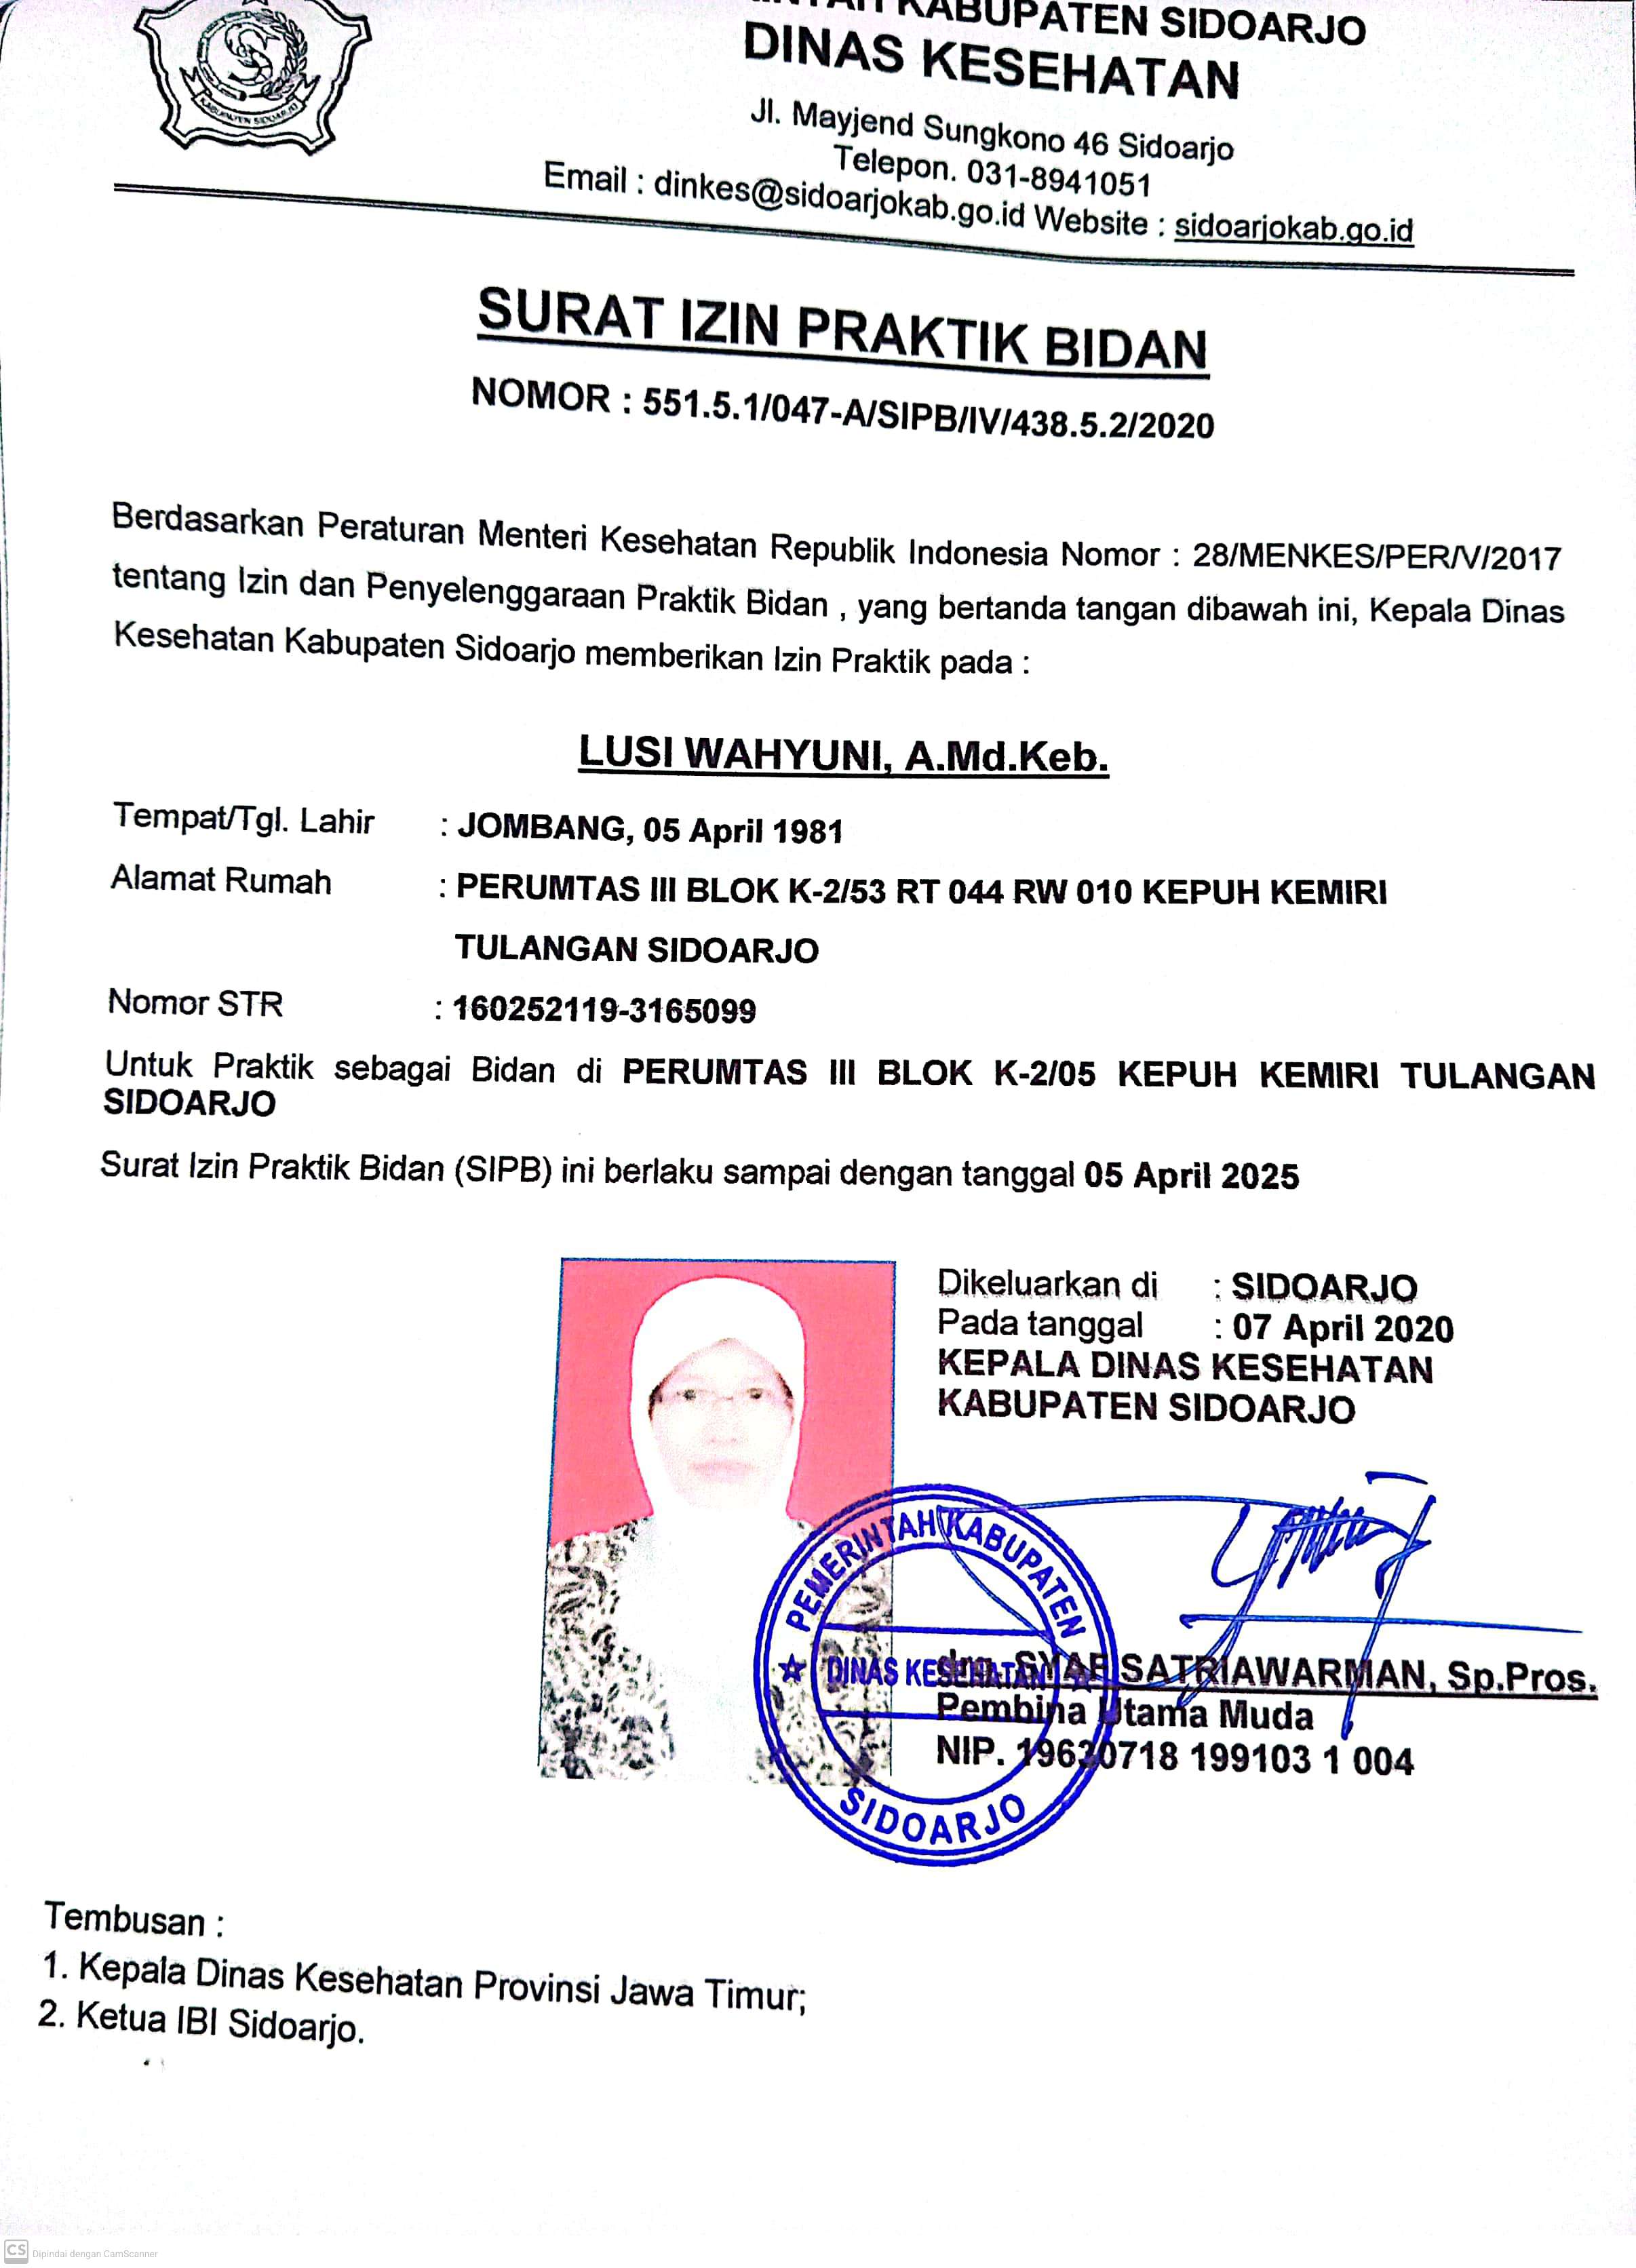 KABUPATEN SIDOARJO
DINAS KESEHATAN
Jl. Mayjend Sungkono 46 Sidoarjo
Telepon. 031-8941051
Email : dinkes@sidoarjokab.go.id Website : sidoarjokab.go.id
KABUPATEN SIDOARJO
SURAT IZIN PRAKTIK BIDAN
NOMOR : 551.5.1/047-A/SIPB/IV/438.5.2/2020
Berdasarkan Peraturan Menteri Kesehatan Republik Indonesia Nomor : 28/MENKES/PER/V/2017
tentang Izin dan Penyelenggaraan Praktik Bidan , yang bertanda tangan dibawah ini, Kepala Dinas
Kesehatan Kabupaten Sidoarjo memberikan Izin Praktik pada :
LUSI WAHYUNI, A.Md.Keb.
Tempat/Tgl. Lahir : JOMBANG, 05 April 1981
Alamat Rumah : PERUMTAS III BLOK K-2/53 RT 044 RW 010 KEPUH KEMIRI
TULANGAN SIDOARJO
Nomor STR : 160252119-3165099
Untuk Praktik sebagai Bidan di PERUMTAS III BLOK K-2/05 KEPUH KEMIRI TULANGAN
SIDOARJO
Surat Izin Praktik Bidan (SIPB) ini berlaku sampai dengan tanggal 05 April 2025
Dikeluarkan di : SIDOARJO
Pada tanggal : 07 April 2020
KEPALA DINAS KESEHATAN
KABUPATEN SIDOARJO
PEMERINTAH KABUPATEN
DINAS KESEHATAN
SIDOARJO
drg. SYAF SATRIAWARMAN, Sp.Pros.
Pembina Utama Muda
NIP. 19630718 199103 1 004
Tembusan :
1. Kepala Dinas Kesehatan Provinsi Jawa Timur;
2. Ketua IBI Sidoarjo.
CS Dipindai dengan CamScanner